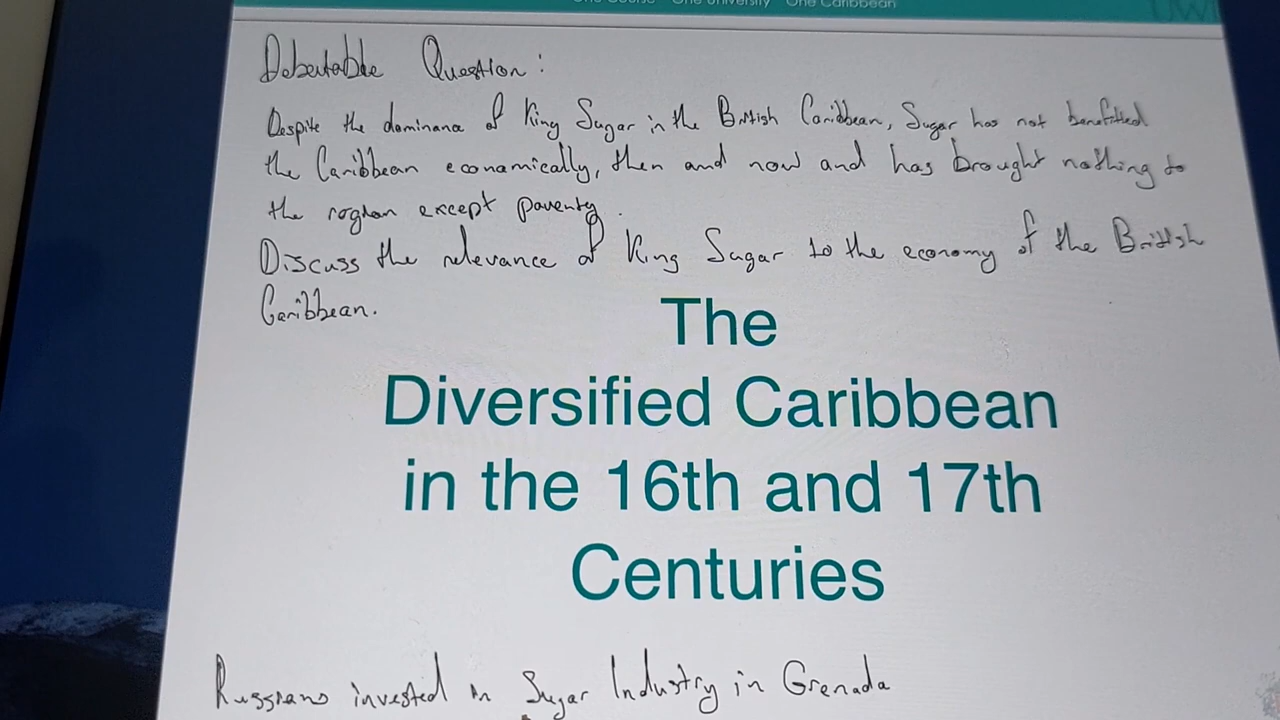 One Course One University One Caribbean
UWI
Debatable Question:
Despite the dominance of King Sugar in the British Caribbean, Sugar has not benefitted
the Caribbean economically, then and now and has brought nothing to
the region except poverty.
Discuss the relevance of King Sugar to the economy of the British
Caribbean.
The
Diversified Caribbean
in the 16th and 17th
Centuries
Russians invested in Sugar Industry in Grenada